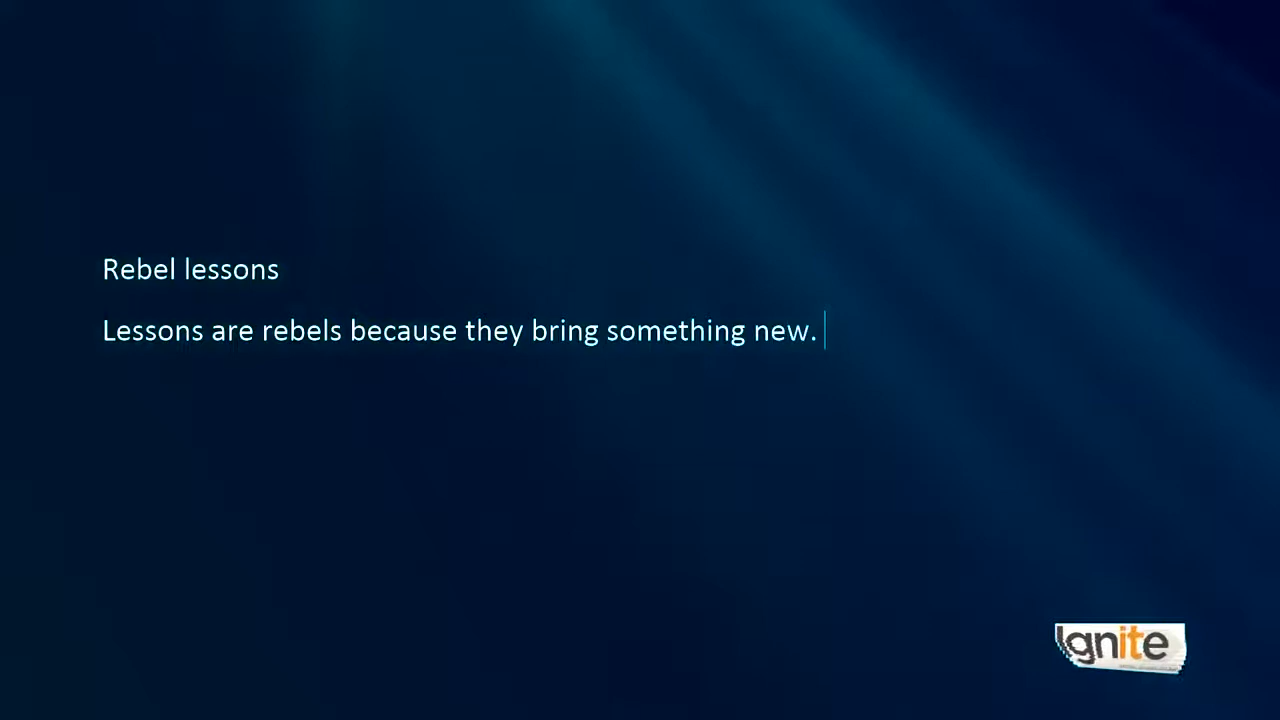 Rebel lessons
Lessons are rebels because they bring something new.
Ignite